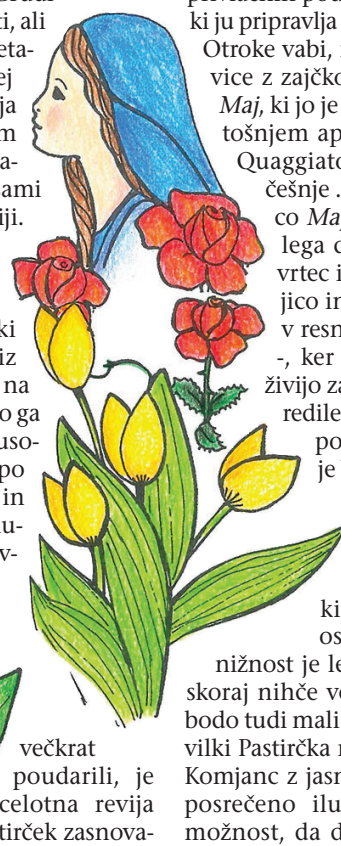 ti, ali
eta-
ej
ja
m
a-
zami
iji.
ki
iz
na
o ga
uso-
po
in
lu-
v-
večkrat
poudarili, je
celotna revija
tirček zasnova-
ki ju pripravlja
Otroke vabi,
vice z zajčko
Maj, ki jo je
tošnjem ap
Quaggiato
češnje .
co Maj
lega d
vrtec i
jico in
v resn
-, ker
živijo za
redile
po
je
ki
os
nižnost je le
skoraj nihče ve
bodo tudi mali
vilki Pastirčka
Komjanc z jasn
posrečeno ilu
možnost, da d